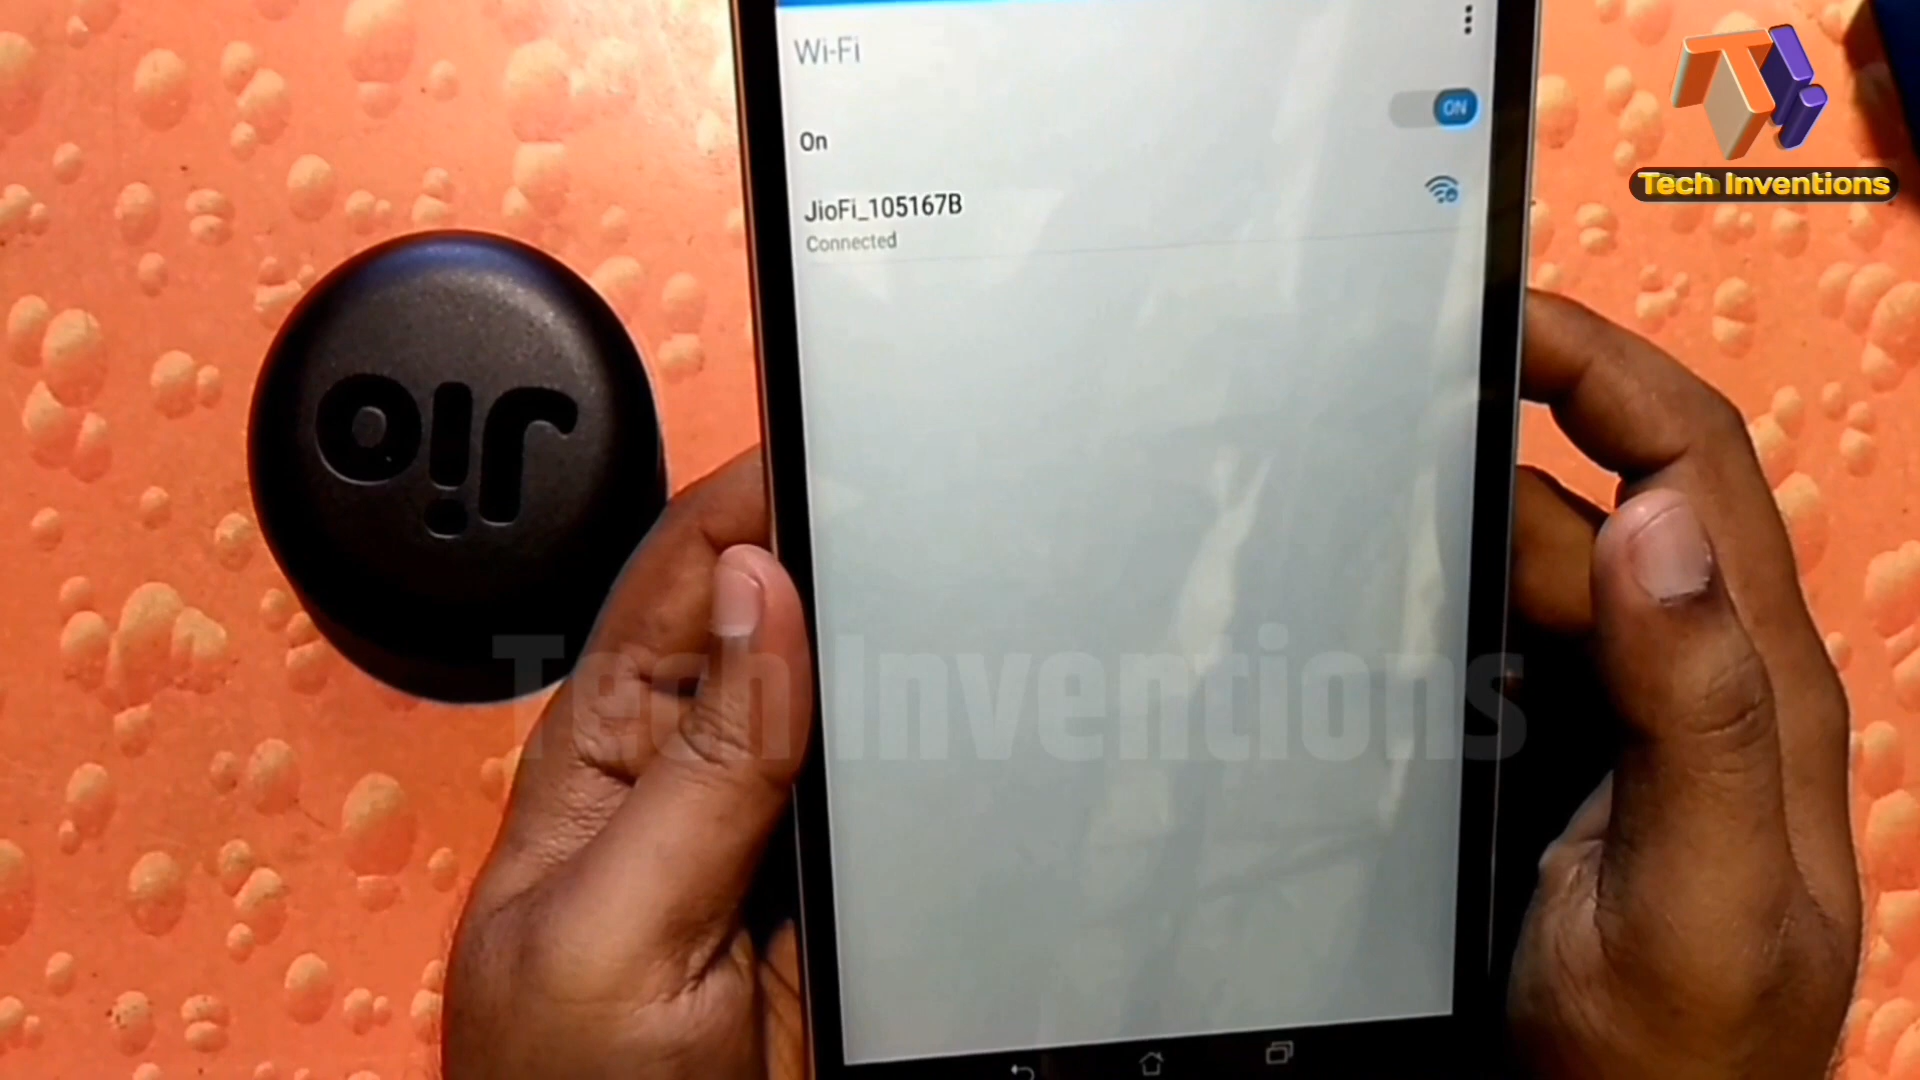 Wi-Fi
On
ON
JioFi_105167B
Connected
Jio
Tech Inventions
Tech Inventions